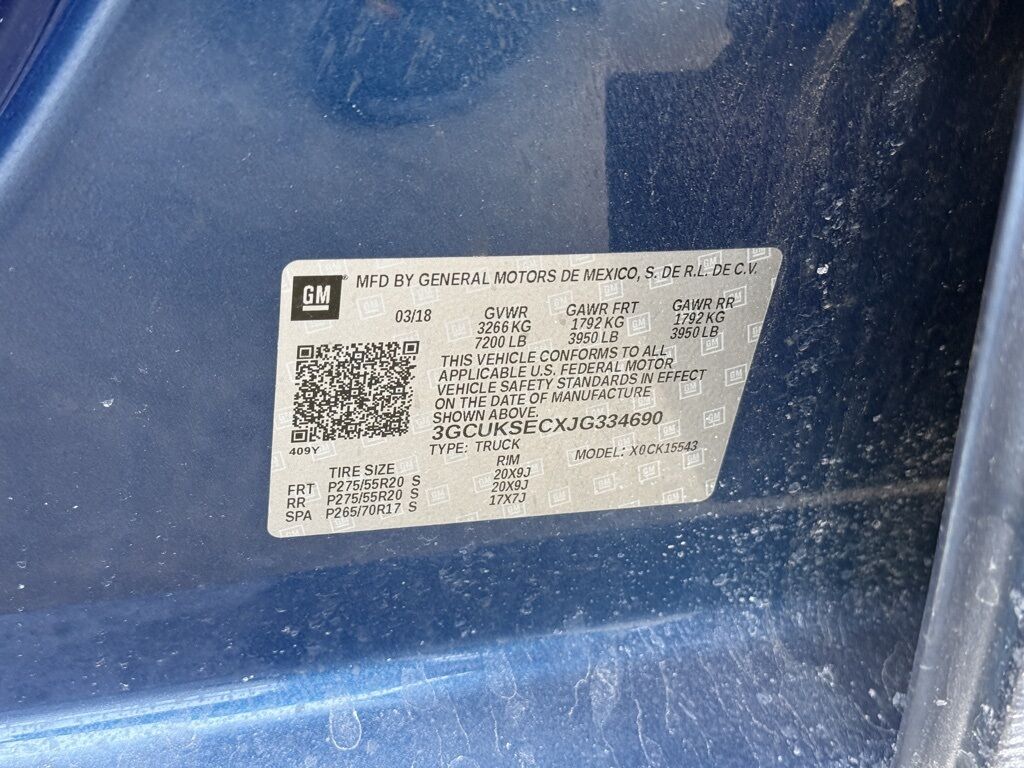 GM® MFD BY GENERAL MOTORS DE MEXICO, S. DE R.L. DE C.V.
03/18 GVWR GAWR FRT GAWR RR
3266 KG 1792 KG 1792 KG
7200 LB 3950 LB 3950 LB
THIS VEHICLE CONFORMS TO ALL
APPLICABLE U.S. FEDERAL MOTOR
VEHICLE SAFETY STANDARDS IN EFFECT
ON THE DATE OF MANUFACTURE
SHOWN ABOVE.
3GCUKSECXJG334690
409Y TYPE: TRUCK MODEL: X0CK15543
TIRE SIZE RIM
FRT P275/55R20 S 20X9J
RR P275/55R20 S 20X9J
SPA P265/70R17 S 17X7J